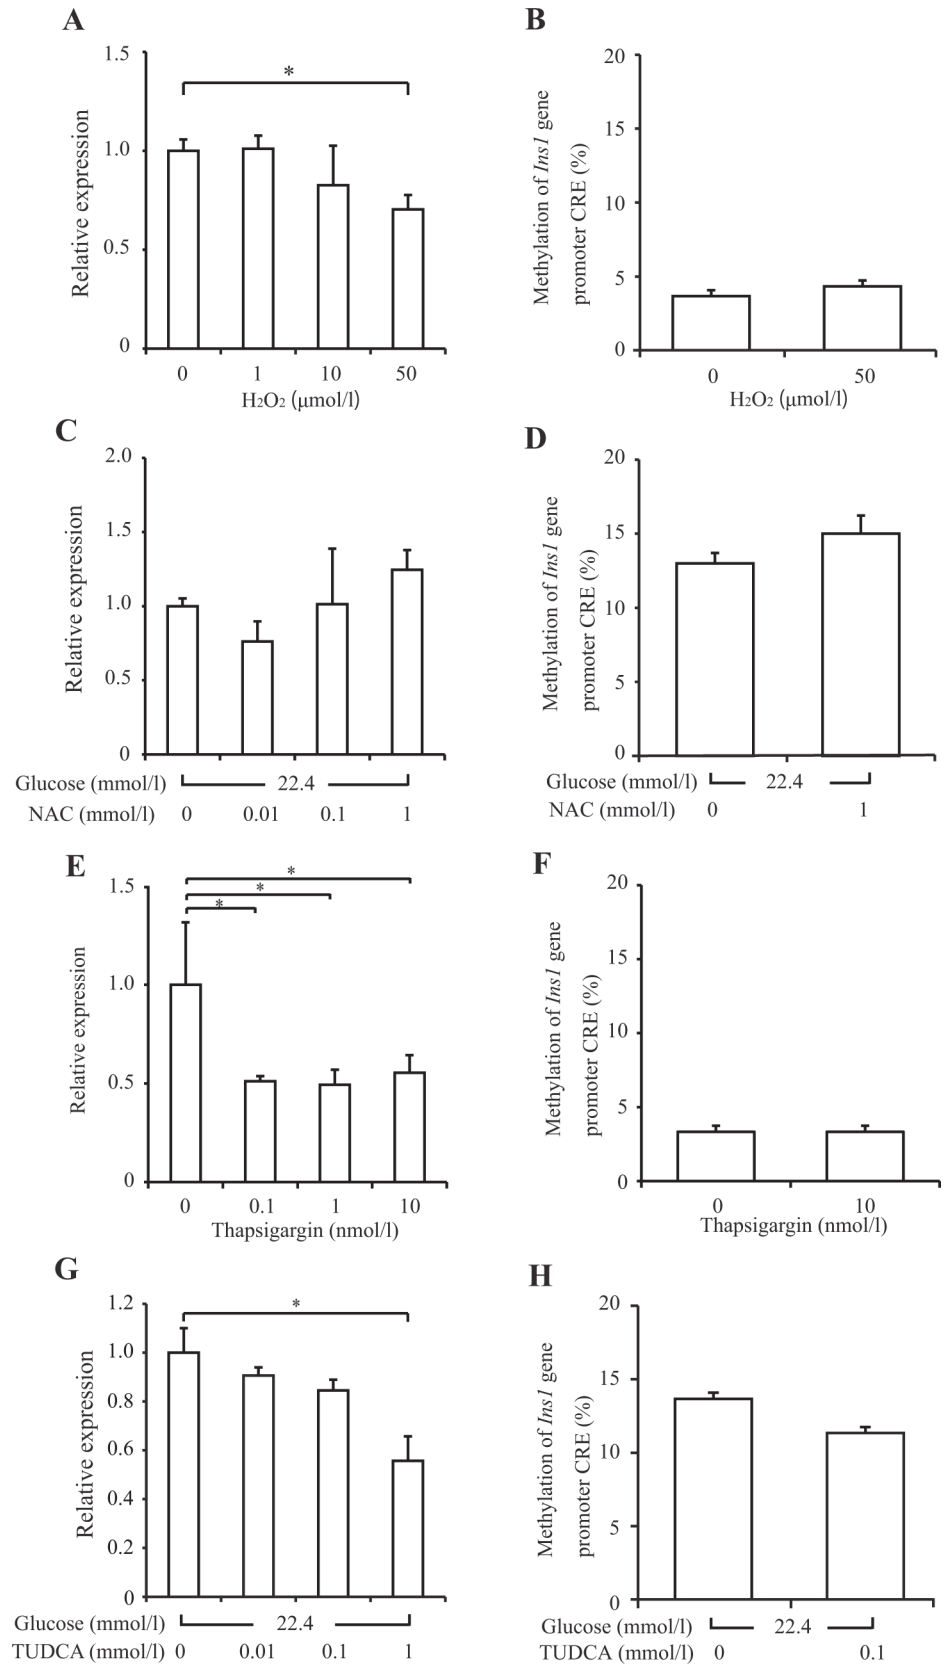 A
1.5
1.0
0.5
0
Relative expression
*
0 1 10 50
H2O2 (μmol/l)
B
20
15
10
5
0
Methylation of Ins1 gene
promoter CRE (%)
0 50
H2O2 (μmol/l)
C
2.0
1.5
1.0
0.5
0
Relative expression
Glucose (mmol/l) 22.4
NAC (mmol/l) 0 0.01 0.1 1
D
20
15
10
5
0
Methylation of Ins1 gene
promoter CRE (%)
Glucose (mmol/l) 22.4
NAC (mmol/l) 0 1
E
1.5
1.0
0.5
0
Relative expression
*
*
*
0 0.1 1 10
Thapsigargin (nmol/l)
F
20
15
10
5
0
Methylation of Ins1 gene
promoter CRE (%)
0 10
Thapsigargin (nmol/l)
G
1.2
1.0
0.8
0.6
0.4
0.2
0
Relative expression
*
Glucose (mmol/l) 22.4
TUDCA (mmol/l) 0 0.01 0.1 1
H
20
15
10
5
0
Methylation of Ins1 gene
promoter CRE (%)
Glucose (mmol/l) 22.4
TUDCA (mmol/l) 0 0.1